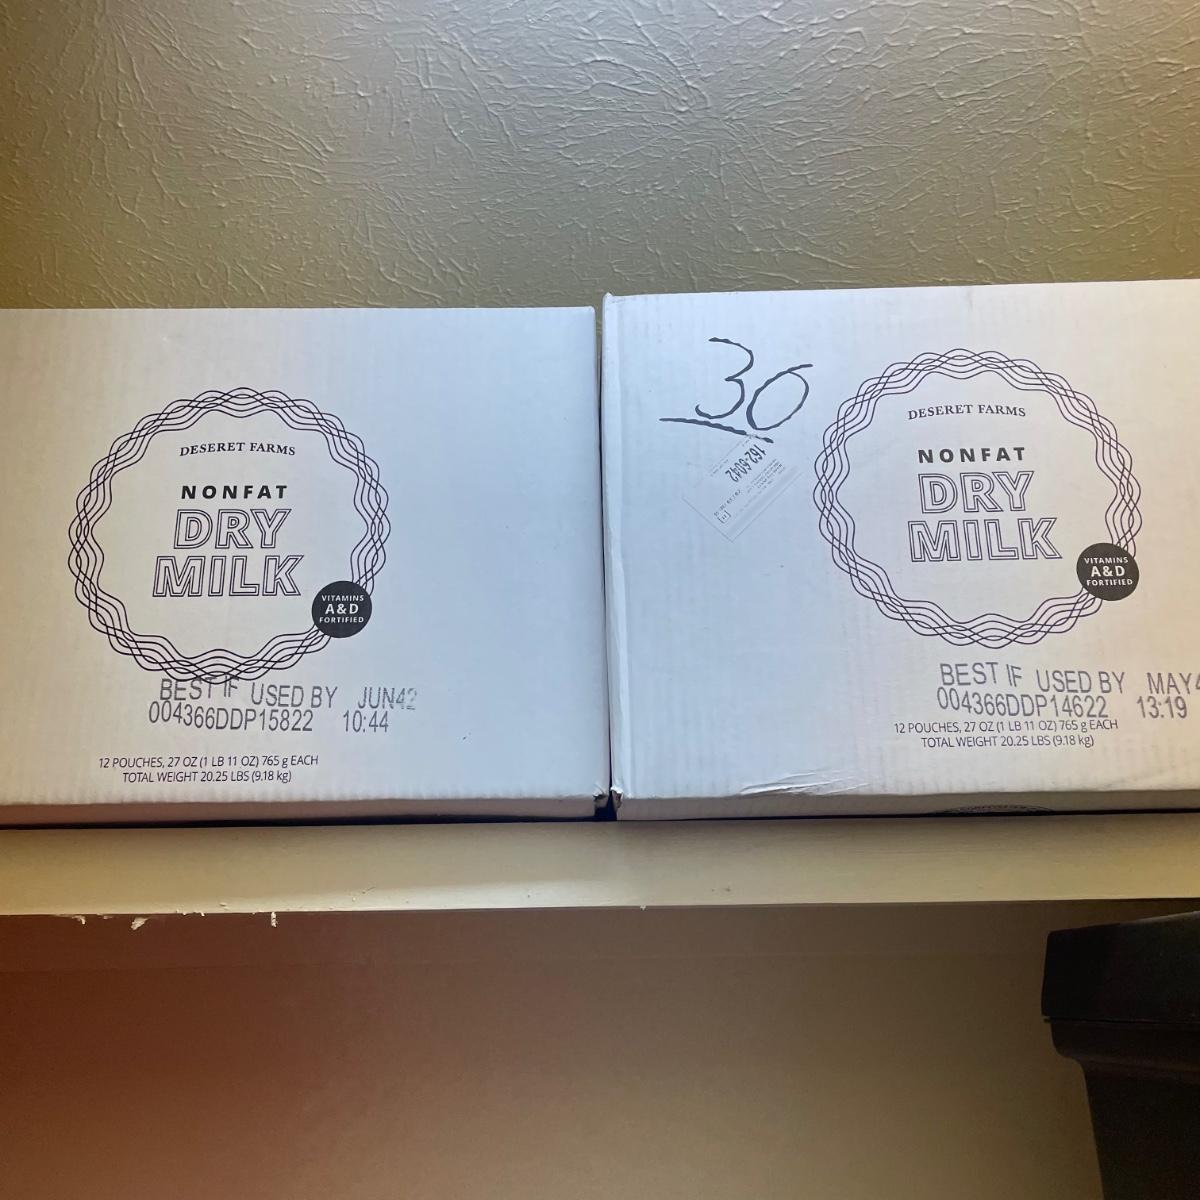 DESERET FARMS
NONFAT
DRY
MILK
VITAMINS
A&D
FORTIFIED
BEST IF USED BY JUN42
004366DDP15822 10:44
12 POUCHES, 27 OZ (1 LB 11 OZ) 765 g EACH
TOTAL WEIGHT 20.25 LBS (9.18 kg)
30
162-6042
DESERET FARMS
NONFAT
DRY
MILK
VITAMINS
A&D
FORTIFIED
BEST IF USED BY MAY4
004366DDP14622 13:19
12 POUCHES, 27 OZ (1 LB 11 OZ) 765 g EACH
TOTAL WEIGHT 20.25 LBS (9.18 kg)